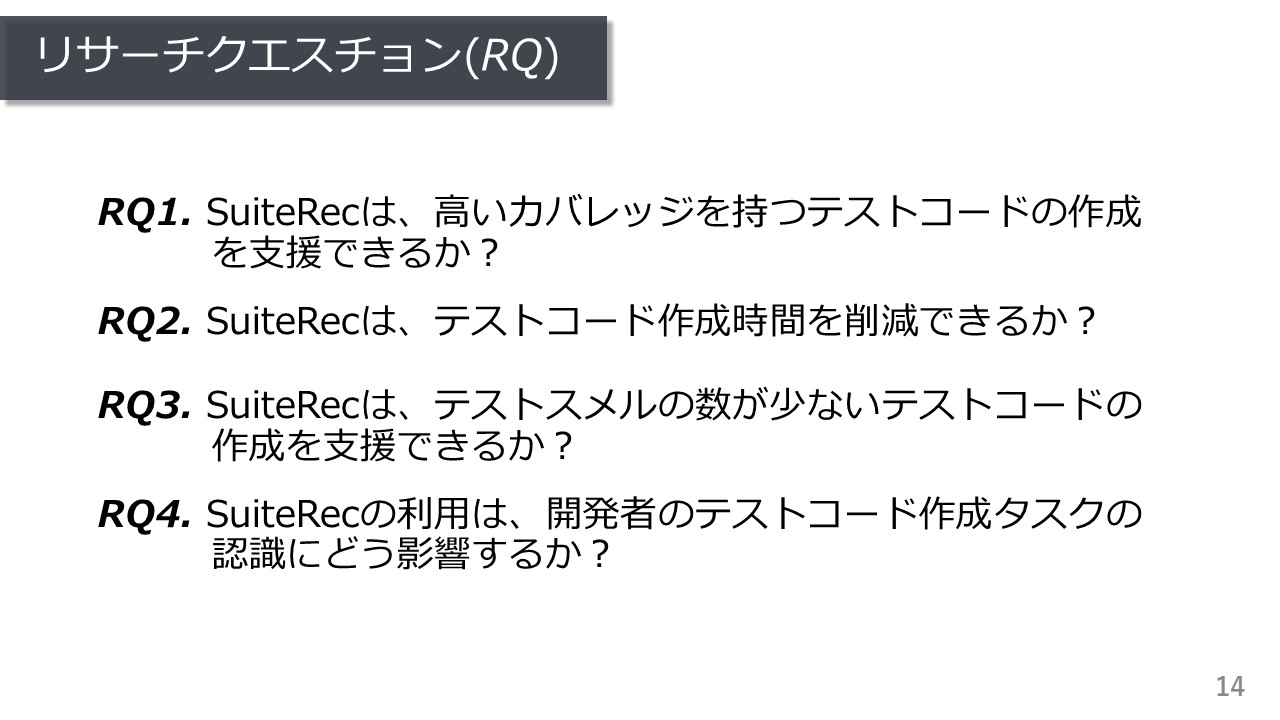 リサーチクエスチョン(RQ)
RQ1. SuiteRecは、高いカバレッジを持つテストコードの作成
を支援できるか？
RQ2. SuiteRecは、テストコード作成時間を削減できるか？
RQ3. SuiteRecは、テストスメルの数が少ないテストコードの
作成を支援できるか？
RQ4. SuiteRecの利用は、開発者のテストコード作成タスクの
認識にどう影響するか？
14